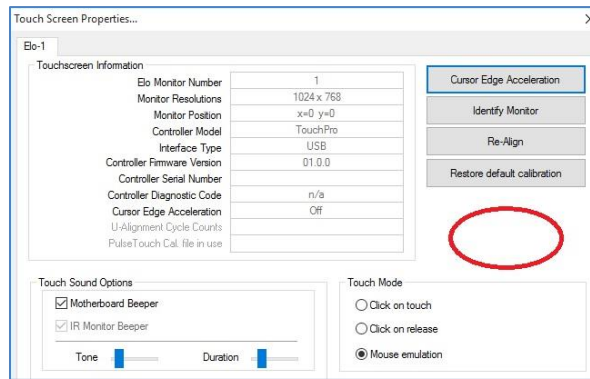 Touch Screen Properties...
Elo-1
Touchscreen Information
Elo Monitor Number 1
Monitor Resolutions 1024 x 768
Monitor Position x=0 y=0
Controller Model TouchPro
Interface Type USB
Controller Firmware Version 01.0.0
Controller Serial Number
Controller Diagnostic Code n/a
Cursor Edge Acceleration Off
U-Alignment Cycle Counts
PulseTouch Cal. file in use
Cursor Edge Acceleration
Identify Monitor
Re-Align
Restore default calibration
Touch Sound Options
Motherboard Beeper
IR Monitor Beeper
Tone Duration
Touch Mode
Click on touch
Click on release
Mouse emulation